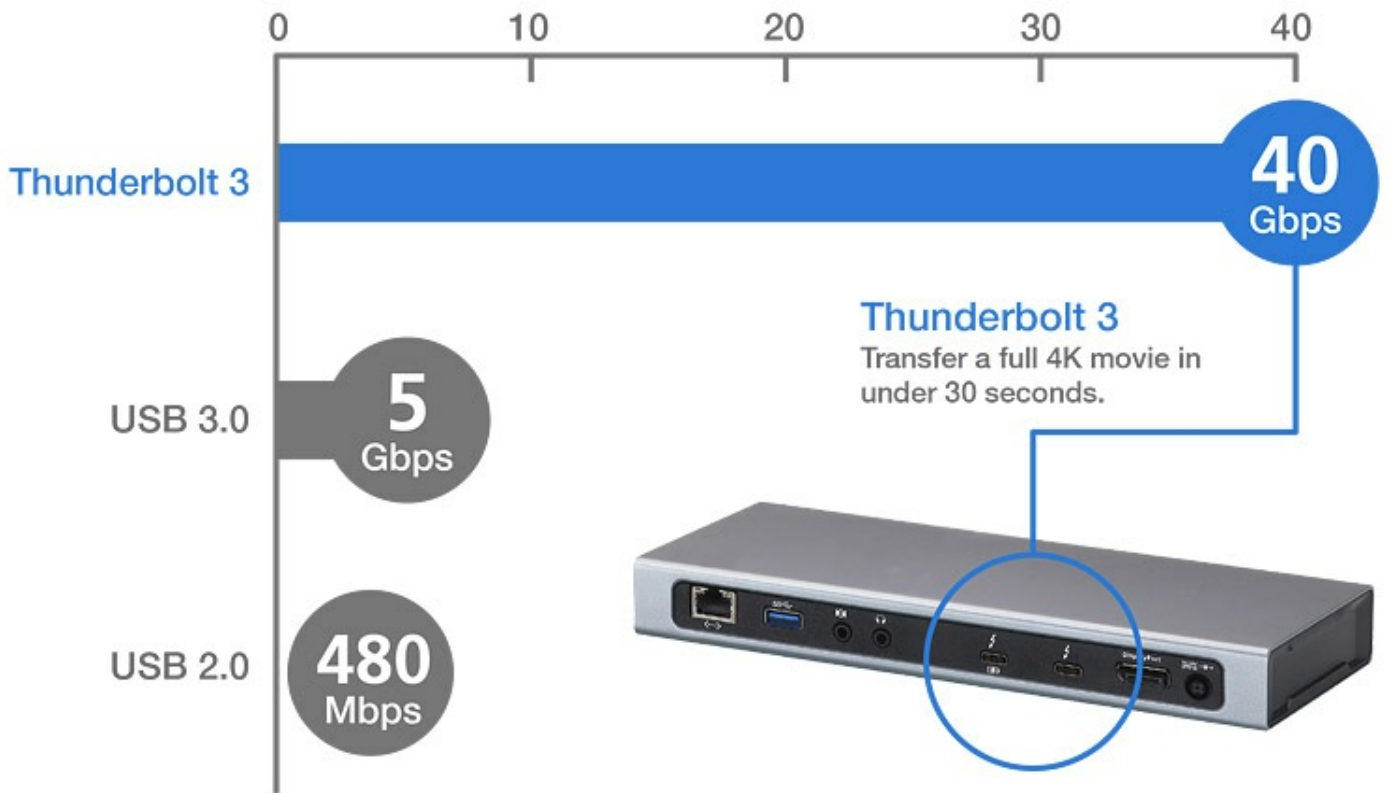 0 10 20 30 40
Thunderbolt 3
40
Gbps
Thunderbolt 3
Transfer a full 4K movie in
under 30 seconds.
USB 3.0
5
Gbps
USB 2.0
480
Mbps
DisplayPort